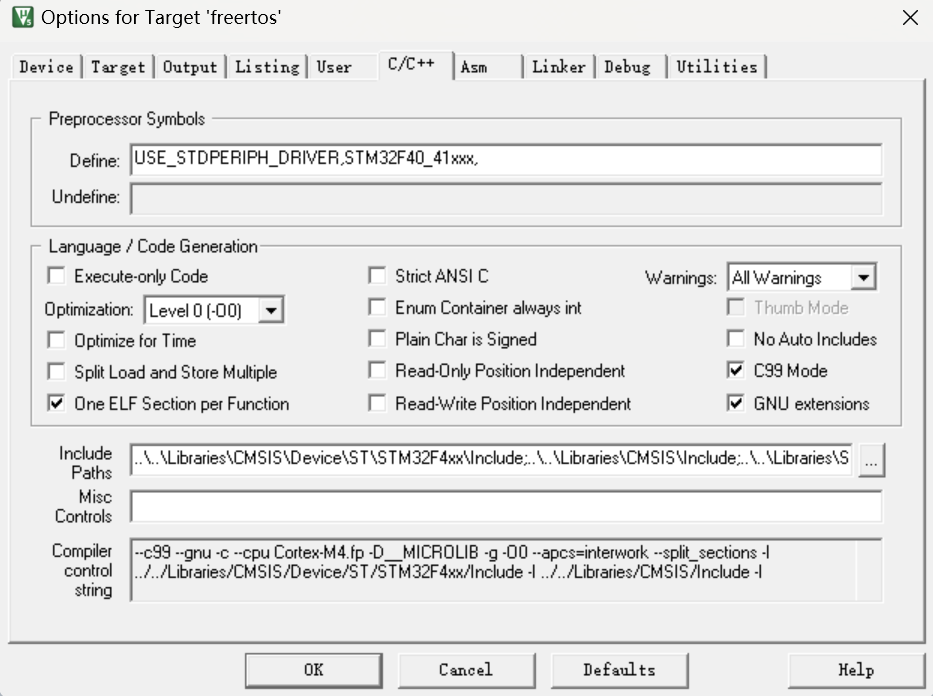 Options for Target 'freertos'
Device Target Output Listing User C/C++ Asm Linker Debug Utilities
Preprocessor Symbols
Define: USE_STDPERIPH_DRIVER,STM32F40_41xxx,
Undefine:
Language / Code Generation
Execute-only Code Strict ANSI C Warnings: All Warnings
Optimization: Level 0 (-O0) Enum Container always int Thumb Mode
Optimize for Time Plain Char is Signed No Auto Includes
Split Load and Store Multiple Read-Only Position Independent C99 Mode
One ELF Section per Function Read-Write Position Independent GNU extensions
Include Paths ..\..\Libraries\CMSIS\Device\ST\STM32F4xx\Include;..\..\Libraries\CMSIS\Include;..\..\Libraries\S ...
Misc Controls
Compiler control string --c99 --gnu -c --cpu Cortex-M4.fp -D__MICROLIB -g -O0 --apcs=interwork --split_sections -I
../../Libraries/CMSIS/Device/ST/STM32F4xx/Include -I ../../Libraries/CMSIS/Include -I
OK Cancel Defaults Help